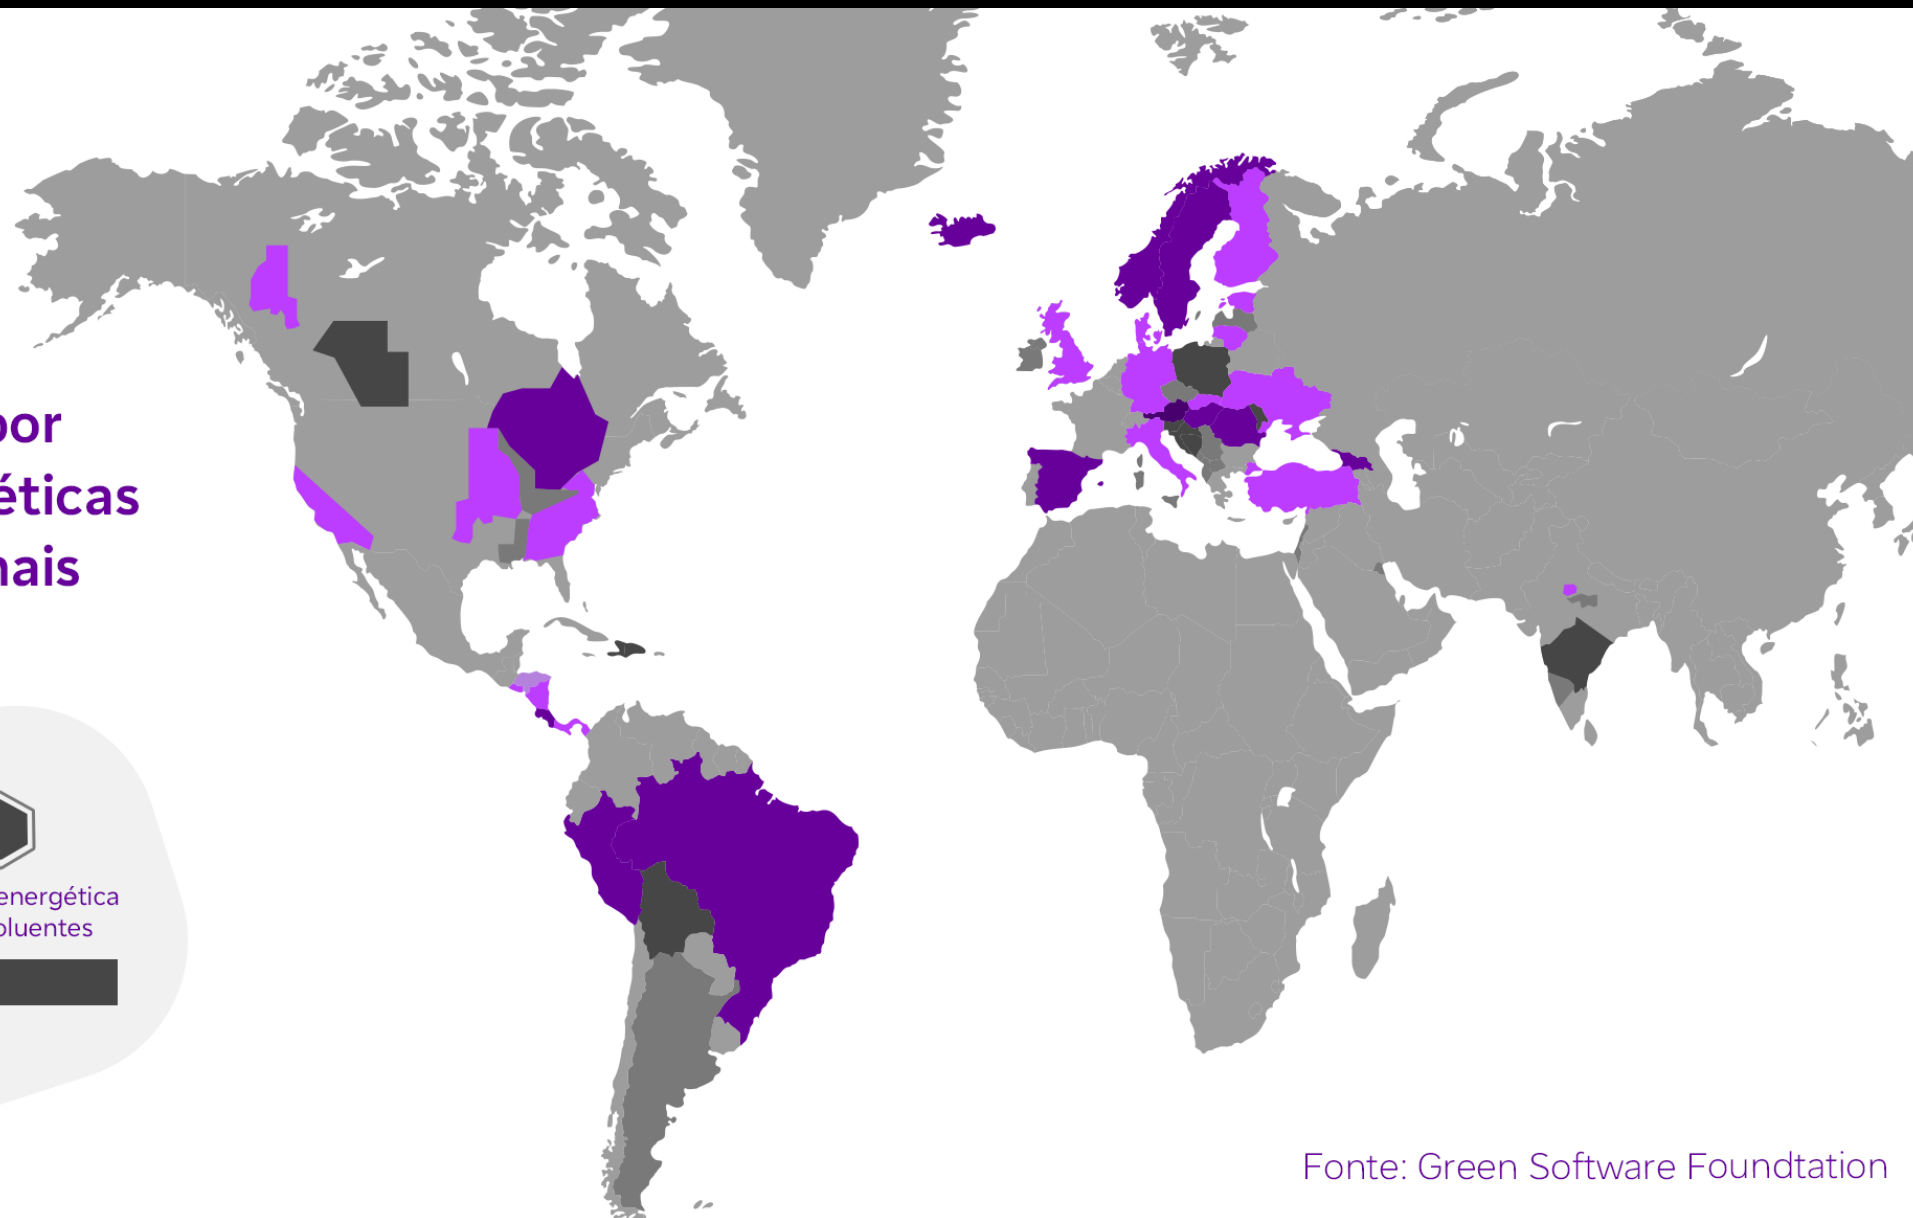 por
éticas
nais
energética
oluentes
Fonte: Green Software Foundtation